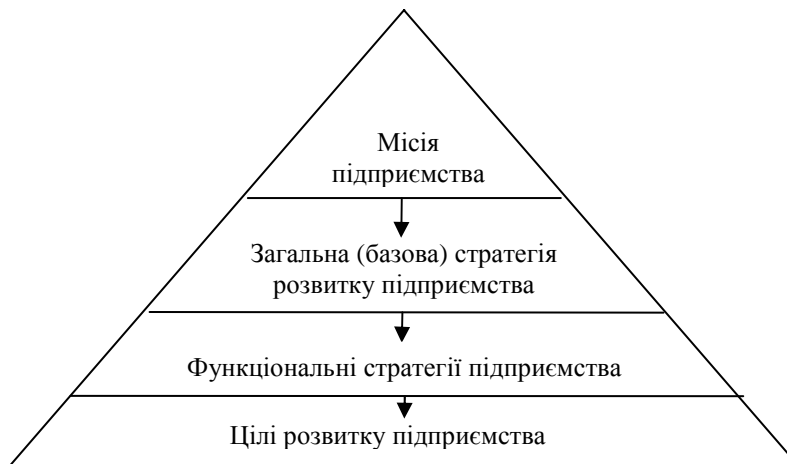 Місія
підприємства
Загальна (базова) стратегія
розвитку підприємства
Функціональні стратегії підприємства
Цілі розвитку підприємства